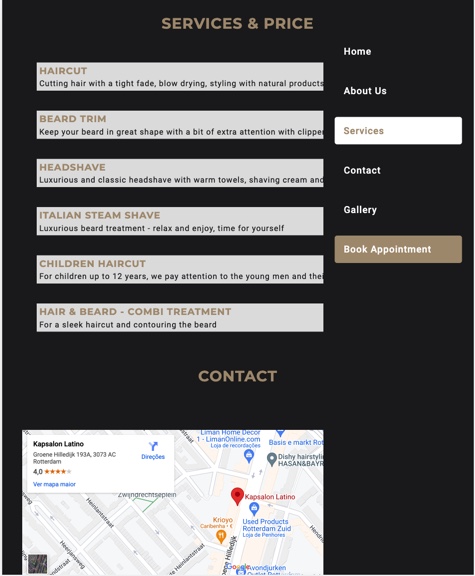 SERVICES & PRICE
Home
About Us
Services
Contact
Gallery
Book Appointment
HAIRCUT
Cutting hair with a tight fade, blow drying, styling with natural products
BEARD TRIM
Keep your beard in great shape with a bit of extra attention with clipper
HEADSHAVE
Luxurious and classic headshave with warm towels, shaving cream and
ITALIAN STEAM SHAVE
Luxurious beard treatment - relax and enjoy, time for yourself
CHILDREN HAIRCUT
For children up to 12 years, we pay attention to the young men and thei
HAIR & BEARD - COMBI TREATMENT
For a sleek haircut and contouring the beard
CONTACT
Kapsalon Latino
Groene Hilledijk 193A, 3073 AC
Rotterdam
4,0
Ver mapa maior
Direções
Liman Home Decor
1 - LimanOnline.com
Loja de recordações
Basis e markt Rot
Dishy hairstyli
HASAN&BAYR
Zwijndrechtseplein
Kapsalon Latino
Krioyo
Caribenha • €
Used Products
Rotterdam Zuid
Loja de Penhores
Heerjansweg
Hilledijk
Google